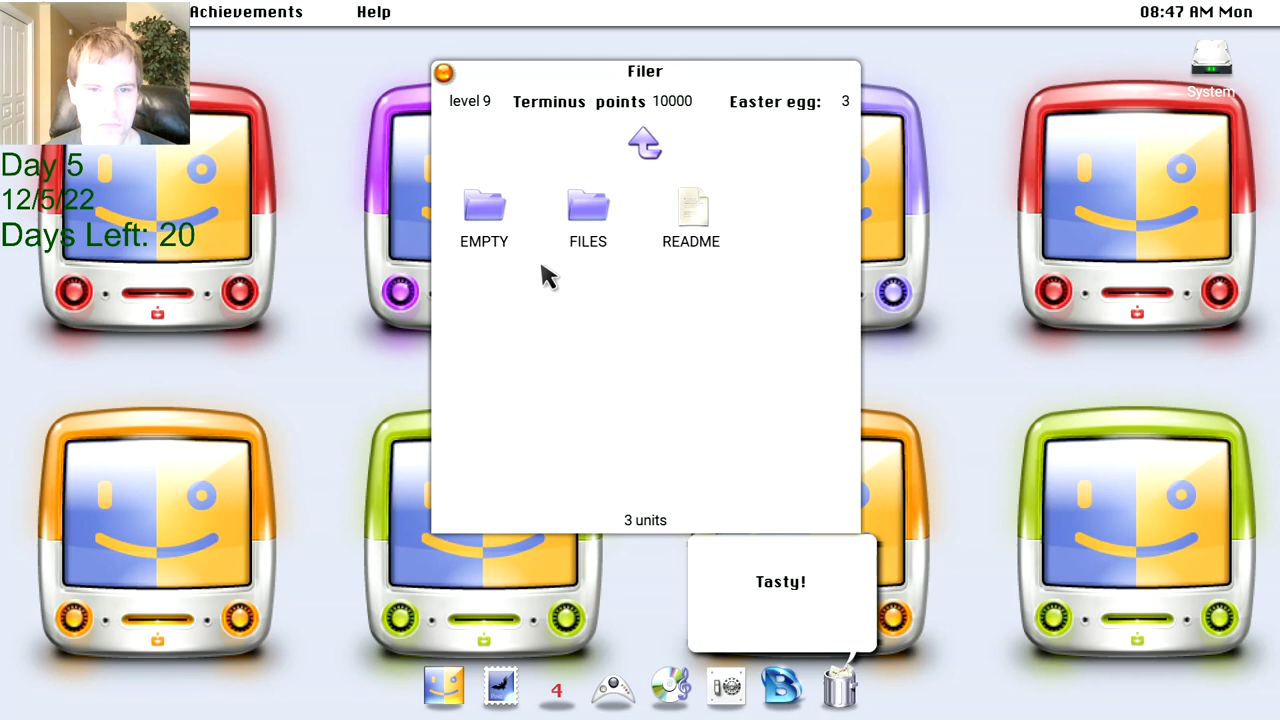 Achievements Help 08:47 AM Mon
Filer
level 9 Terminus points 10000 Easter egg: 3
System
Day 5
12/5/22
Days Left: 20
EMPTY FILES README
3 units
Tasty!
4
B